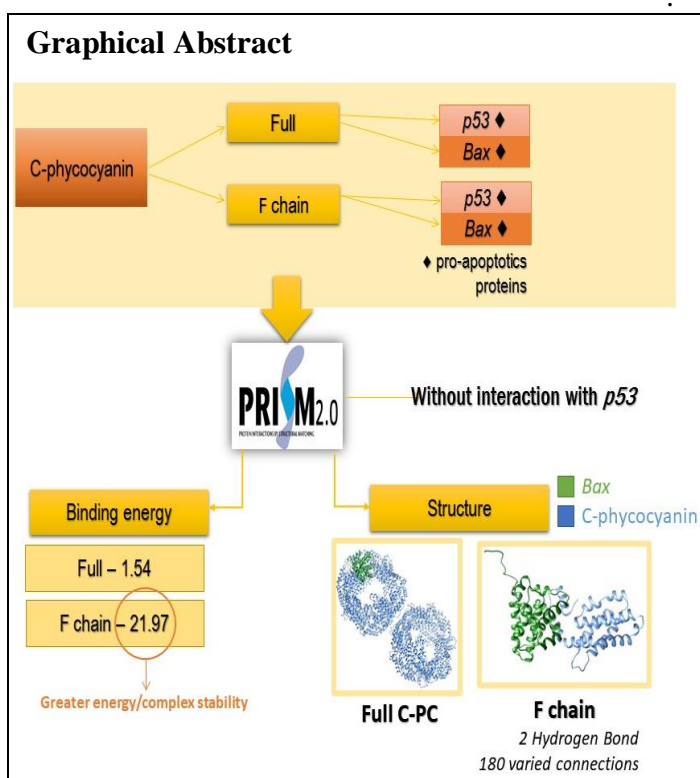 Graphical Abstract
C-phycocyanin
Full
p53 ♦
Bax ♦
F chain
p53 ♦
Bax ♦
♦ pro-apoptotics
proteins
PRISM2.0
PROTEIN INTERACTIONS BY STRUCTURAL MATCHING
Without interaction with p53
Binding energy
Full – 1.54
F chain – 21.97
Greater energy/complex stability
Structure
Bax
C-phycocyanin
Full C-PC
F chain
2 Hydrogen Bond
180 varied connections